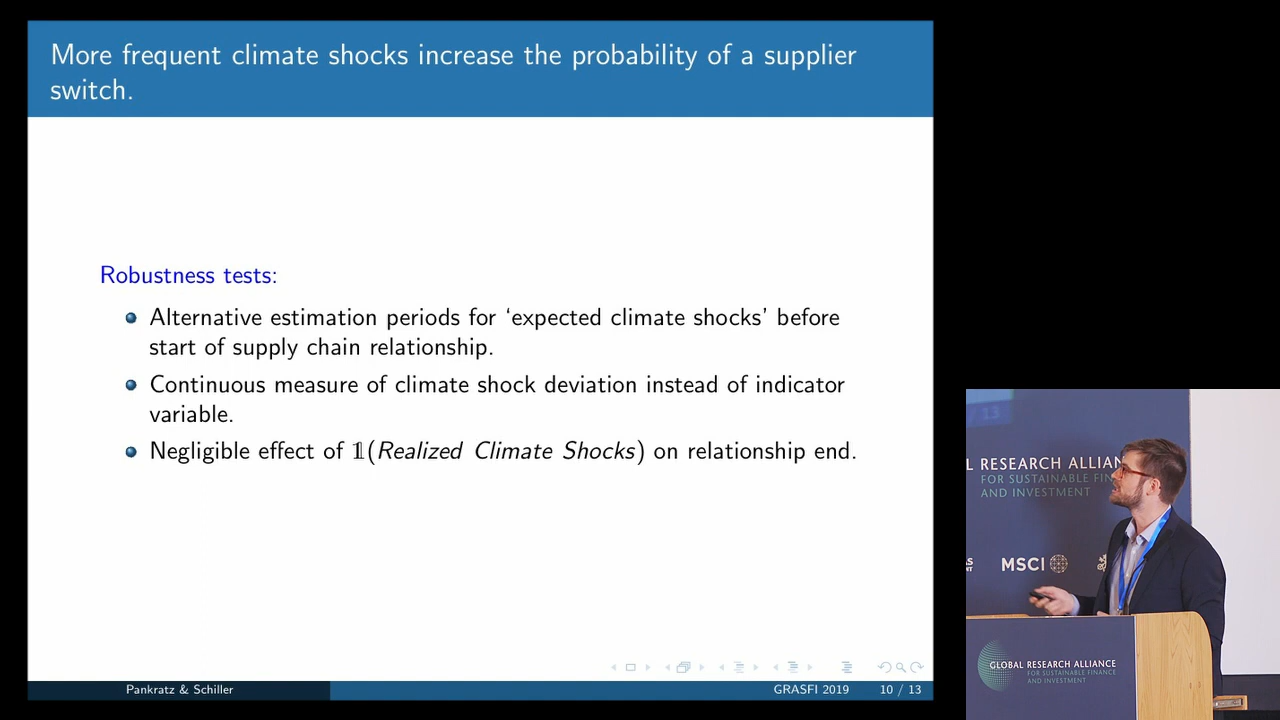 More frequent climate shocks increase the probability of a supplier
switch.
Robustness tests:
Alternative estimation periods for ‘expected climate shocks’ before
start of supply chain relationship.
Continuous measure of climate shock deviation instead of indicator
variable.
Negligible effect of 𝟙(Realized Climate Shocks) on relationship end.
Pankratz & Schiller
GRASFI 2019
10 / 13
/ 13
L RESEARCH ALLIAN
FOR SUSTAINABLE FIN
AND INVESTMENT
MSCI
GLOBAL RESEARCH ALLIANCE
FOR SUSTAINABLE FINANCE
AND INVESTMENT